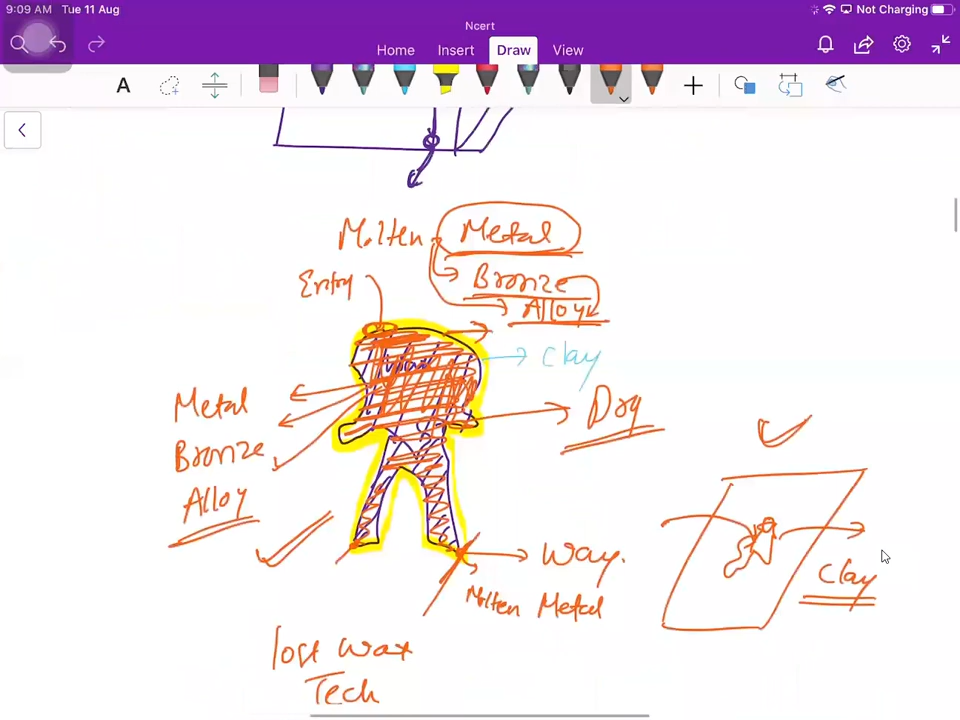 9:09 AM Tue 11 Aug
Not Charging
Ncert
Home Insert Draw View
A
Molten Metal
Bronze
Alloy
Entry
Clay
Metal
Bronze
Alloy
Dry
Way.
Molten Metal
Clay
lost wax
Tech